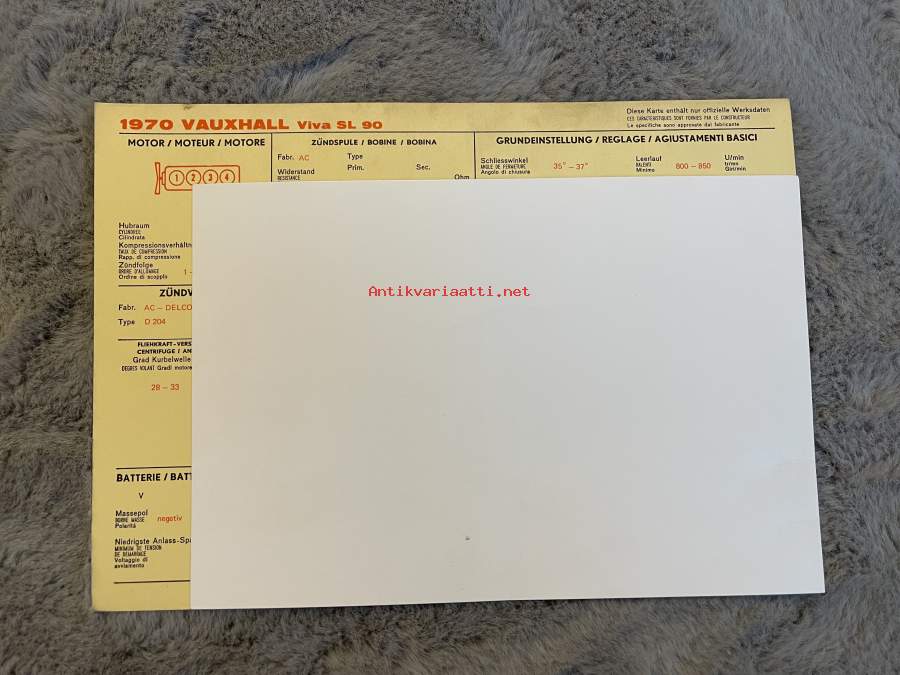 1970 VAUXHALL Viva SL 90
Diese Karte enthält nur offizielle Werksdaten
CES CARACTERISTIQUES SONT FORMEES PAR LE CONSTRUCTEUR
Le specifiche sono approvate dal fabricante
MOTOR / MOTEUR / MOTORE
1 2 3 4
Hubraum
CYLINDREE
Cilindrata
Kompressionsverhältn
TAUX DE COMPRESSION
Rapp. di compressione
Zündfolge
ORDRE D'ALLUMAGE
Ordine di scoppio
1 -
ZÜNDSPULE / BOBINE / BOBINA
Fabr. AC Type
Prim. Sec.
Widerstand
RESISTANCE
Ohm
GRUNDEINSTELLUNG / REGLAGE / AGIUSTAMENTI BASICI
Schliesswinkel
ANGLE DE FERMETURE
Angolo di chiusura
35° – 37°
Leerlauf
RALENTI
Minimo
800 – 850
U/min
tr/mn
Girt/min
ZÜNDV
Fabr. AC – DELCO
Type D 204
FLIEHKRAFT-VERS
CENTRIFUGE / AN
Grad Kurbelwelle
DEGRES VOLANT Gradi motore
28 – 33
BATTERIE / BATT
V
Massepol
BORNE MASSE
Polarità
negativ
Niedrigste Anlass-Spa
MINIMUM DE TENSION
DE DEMARRAGE
Voltaggio di
avviamento
Antikvariaatti.net